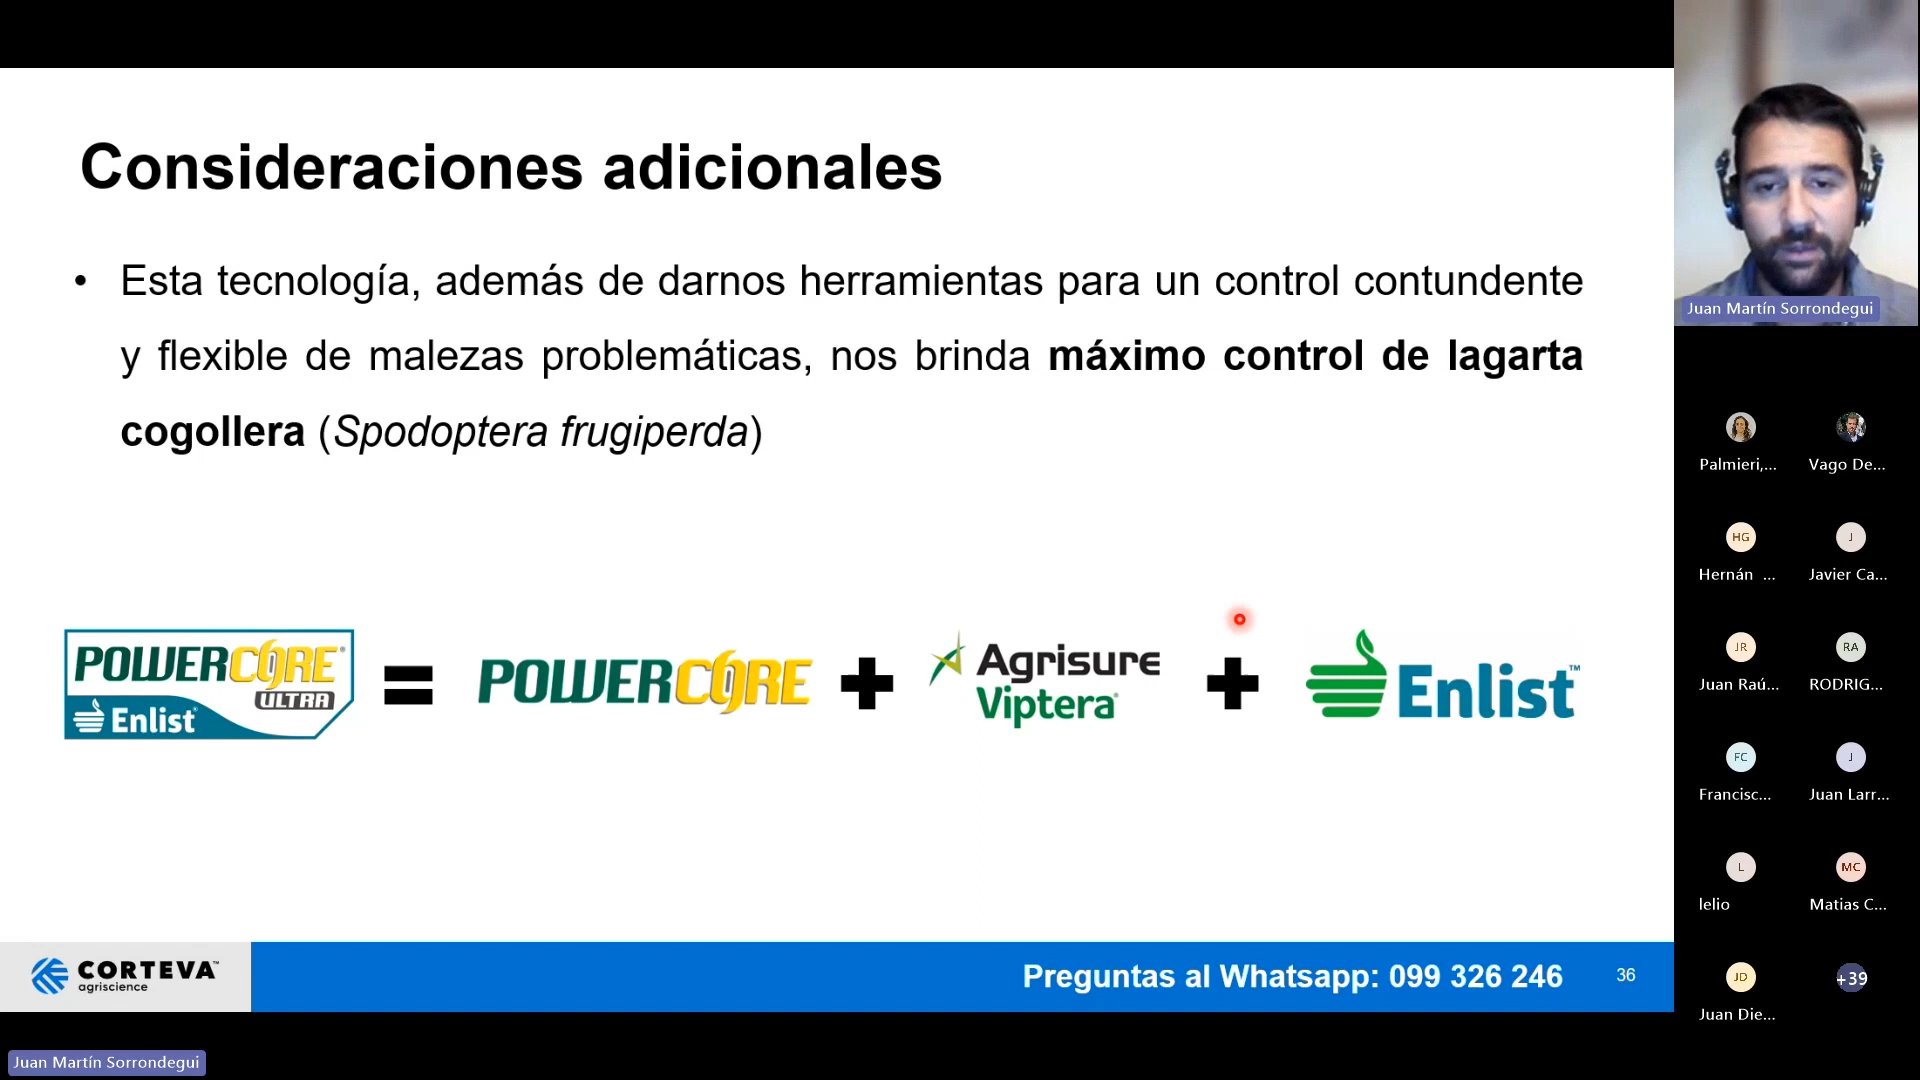 Consideraciones adicionales
• Esta tecnología, además de darnos herramientas para un control contundente
y flexible de malezas problemáticas, nos brinda máximo control de lagarta
cogollera (Spodoptera frugiperda)
POWERCORE®
ULTRA
Enlist®
=
POWERCORE
+
Agrisure
Viptera®
+
Enlist™
CORTEVA™
agriscience
Preguntas al Whatsapp: 099 326 246
36
Juan Martín Sorrondegui
Juan Martín Sorrondegui
Palmieri,...
Vago De...
HG
Hernán ...
J
Javier Ca...
JR
Juan Raú...
RA
RODRIG...
FC
Francisc...
J
Juan Larr...
L
lelio
MC
Matias C...
JD
Juan Die...
+39